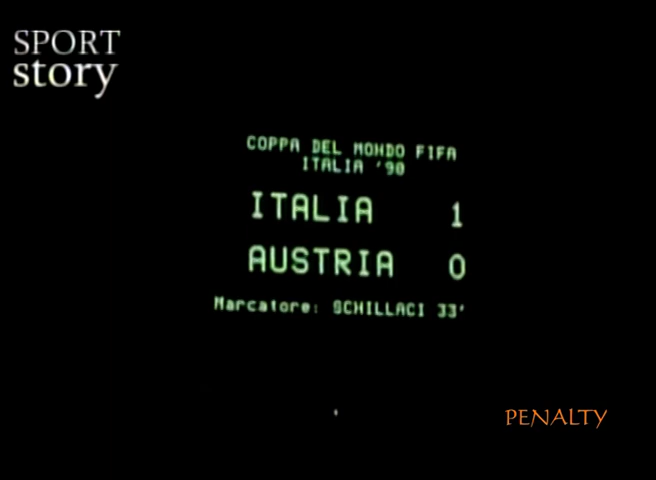 SPORT
story
COPPA DEL MONDO FIFA
ITALIA '90
ITALIA 1
AUSTRIA 0
Marcatore: SCHILLACI 33'
PENALTY